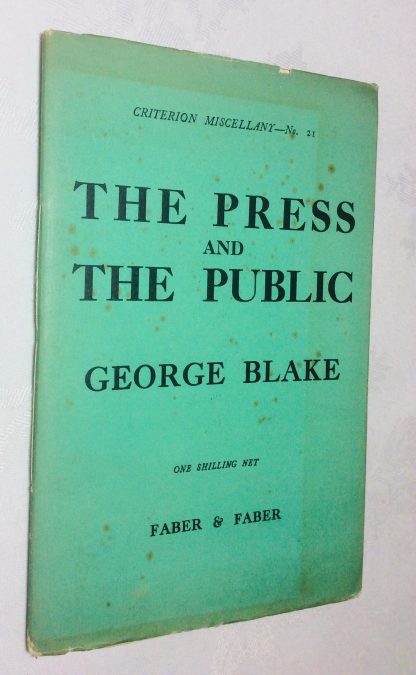 CRITERION MISCELLANY—No. 21
THE PRESS
AND
THE PUBLIC
GEORGE BLAKE
ONE SHILLING NET
FABER & FABER